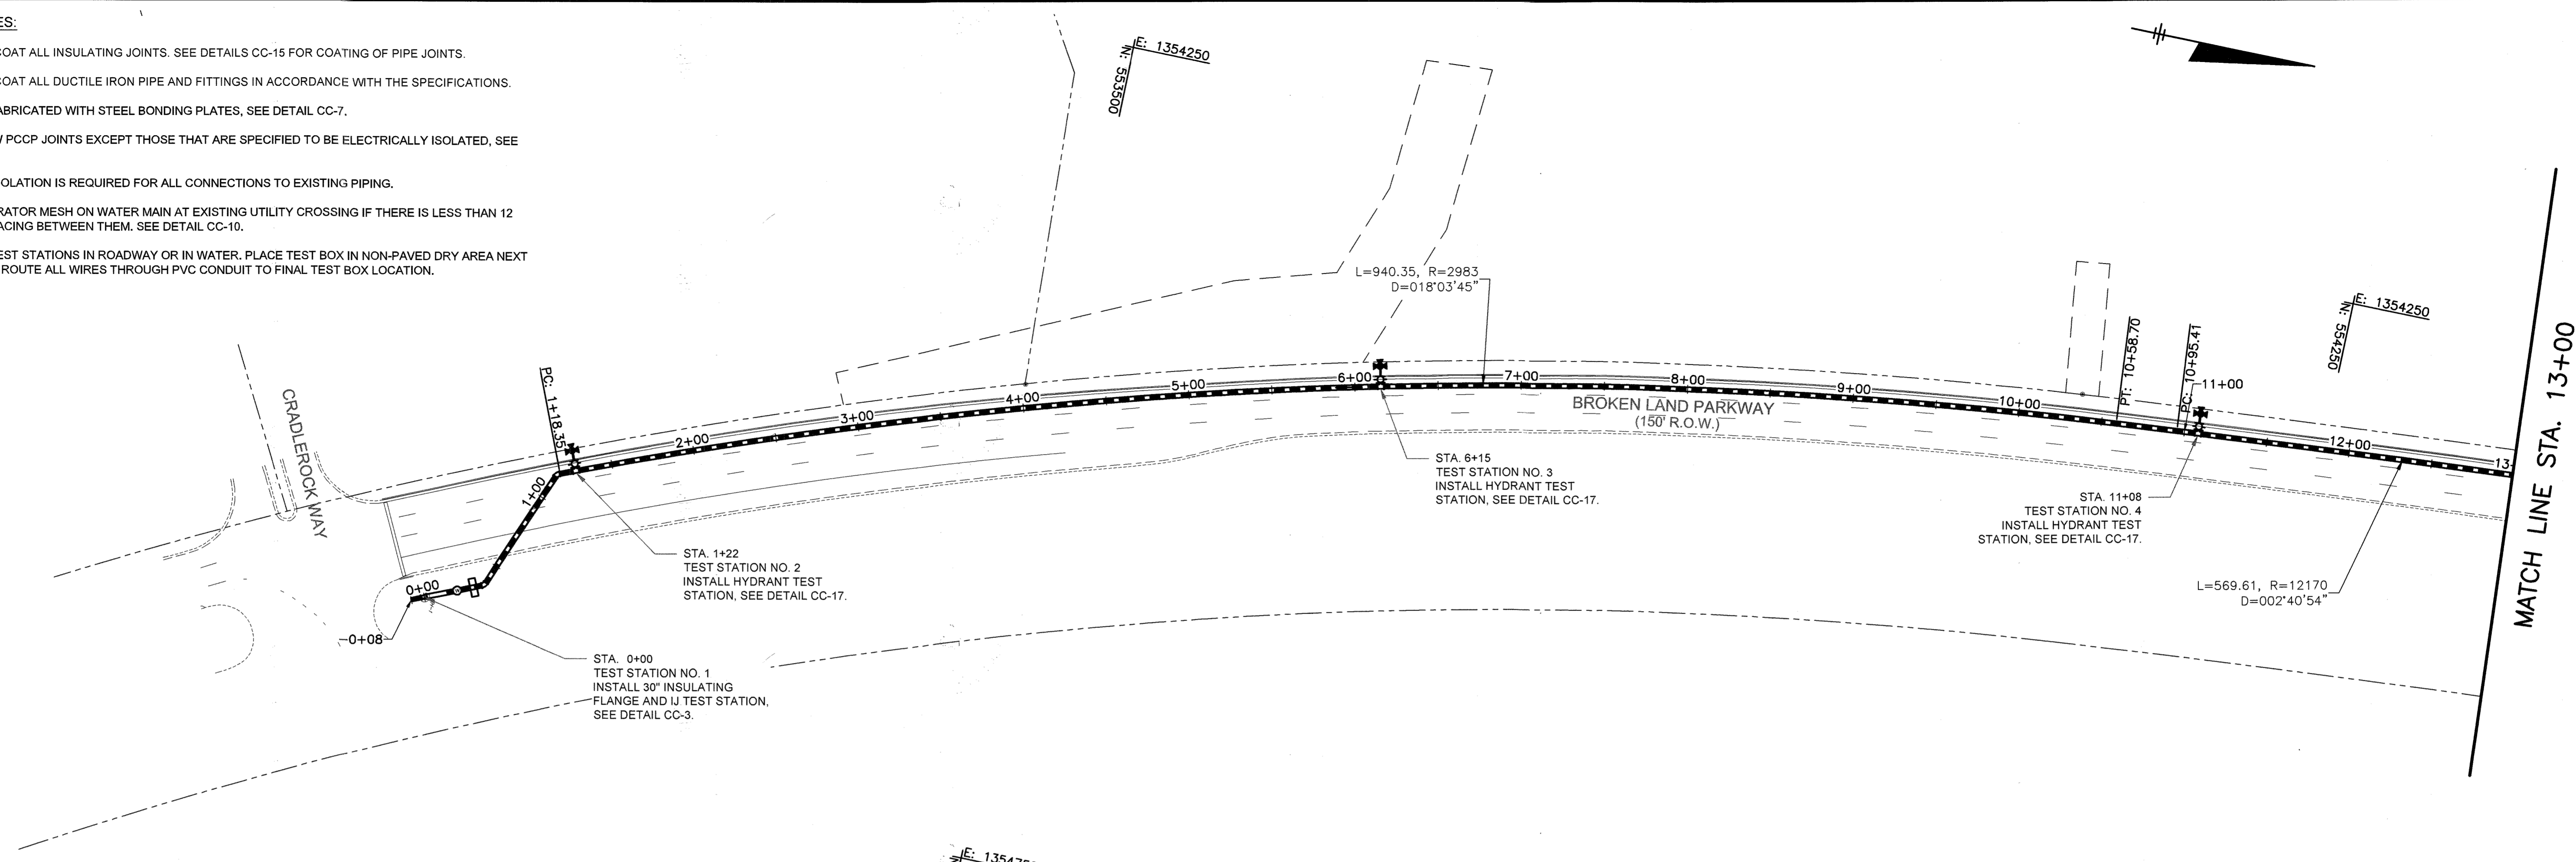 ES:
COAT ALL INSULATING JOINTS. SEE DETAILS CC-15 FOR COATING OF PIPE JOINTS.
COAT ALL DUCTILE IRON PIPE AND FITTINGS IN ACCORDANCE WITH THE SPECIFICATIONS.
ABRICATED WITH STEEL BONDING PLATES, SEE DETAIL CC-7.
W PCCP JOINTS EXCEPT THOSE THAT ARE SPECIFIED TO BE ELECTRICALLY ISOLATED, SEE
OLATION IS REQUIRED FOR ALL CONNECTIONS TO EXISTING PIPING.
RATOR MESH ON WATER MAIN AT EXISTING UTILITY CROSSING IF THERE IS LESS THAN 12
ACING BETWEEN THEM. SEE DETAIL CC-10.
EST STATIONS IN ROADWAY OR IN WATER. PLACE TEST BOX IN NON-PAVED DRY AREA NEXT
ROUTE ALL WIRES THROUGH PVC CONDUIT TO FINAL TEST BOX LOCATION.
E: 1354250
N: 553500
L=940.35, R=2983
D=018°03'45"
E: 1354250
N: 554250
MATCH LINE STA. 13+00
CRADLEROCK WAY
PC: 1+18.35
PT: 10+58.70
PC: 10+95.41
-0+08
0+00
1+00
2+00
3+00
4+00
5+00
6+00
7+00
8+00
9+00
10+00
11+00
12+00
13-
BROKEN LAND PARKWAY
(150' R.O.W.)
STA. 0+00
TEST STATION NO. 1
INSTALL 30" INSULATING
FLANGE AND IJ TEST STATION,
SEE DETAIL CC-3.
STA. 1+22
TEST STATION NO. 2
INSTALL HYDRANT TEST
STATION, SEE DETAIL CC-17.
STA. 6+15
TEST STATION NO. 3
INSTALL HYDRANT TEST
STATION, SEE DETAIL CC-17.
STA. 11+08
TEST STATION NO. 4
INSTALL HYDRANT TEST
STATION, SEE DETAIL CC-17.
L=569.61, R=12170
D=002°40'54"